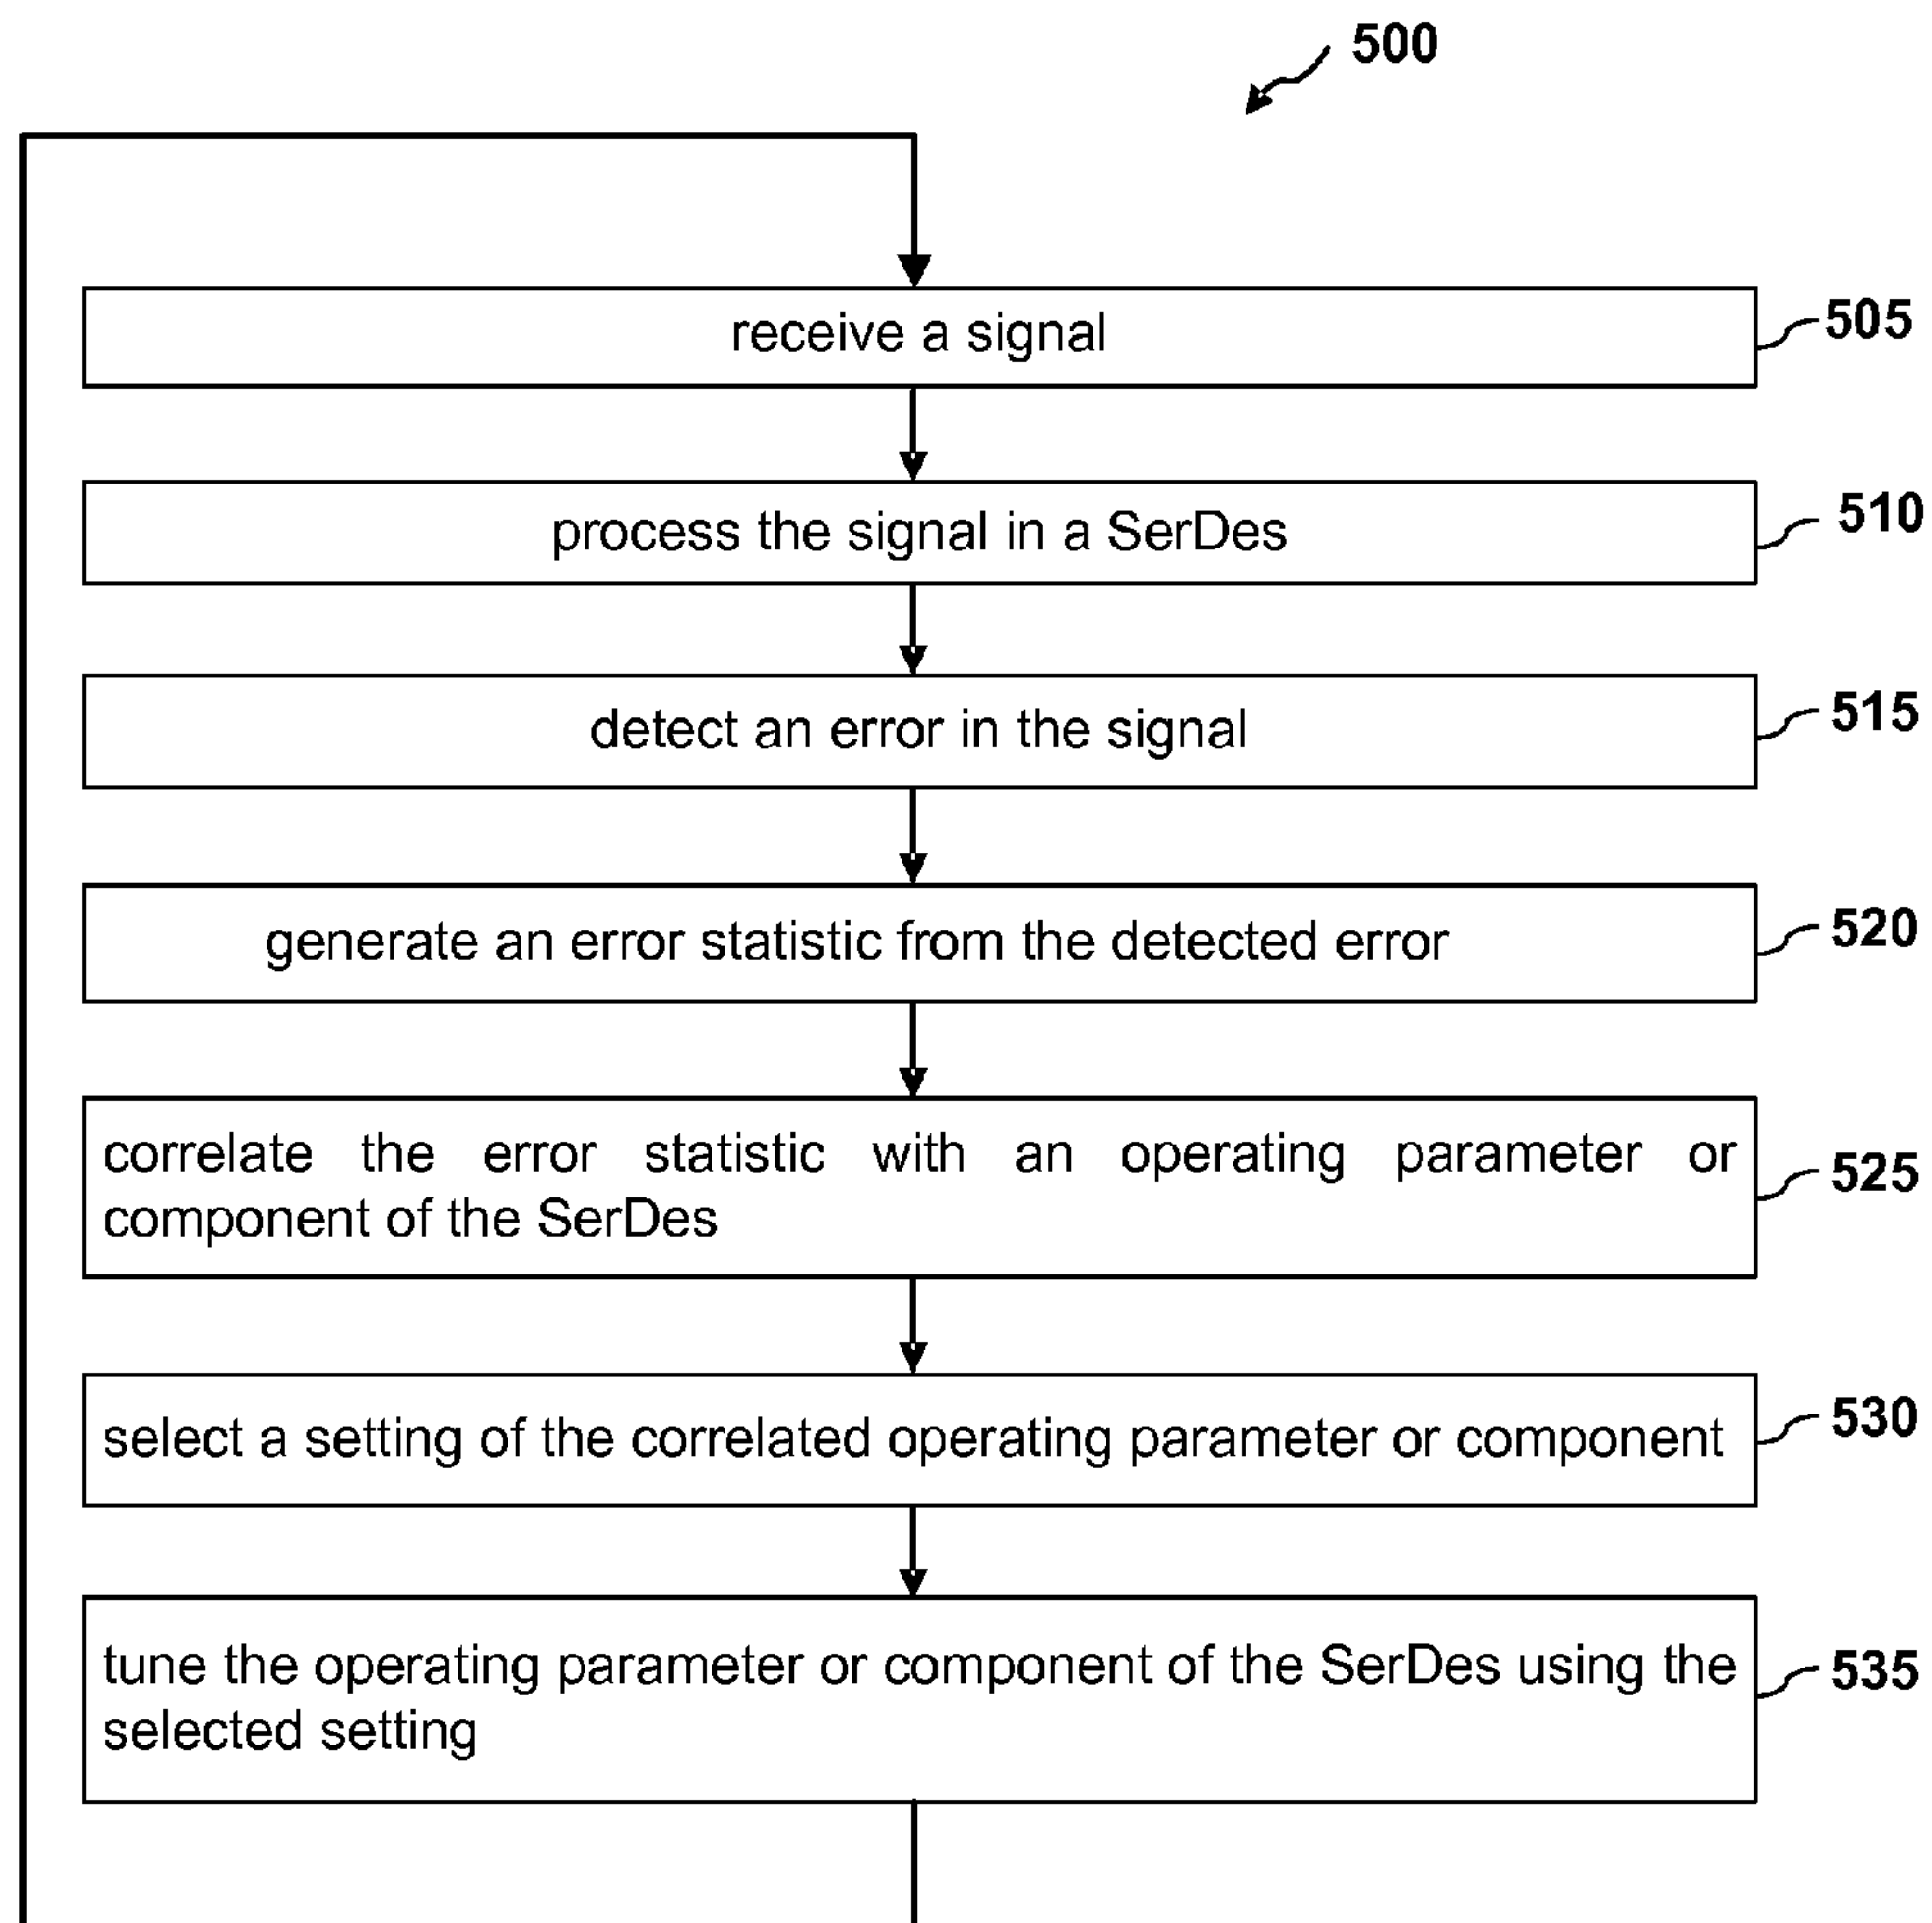 500
receive a signal
505
process the signal in a SerDes
510
detect an error in the signal
515
generate an error statistic from the detected error
520
correlate the error statistic with an operating parameter or
component of the SerDes
525
select a setting of the correlated operating parameter or component
530
tune the operating parameter or component of the SerDes using the
selected setting
535